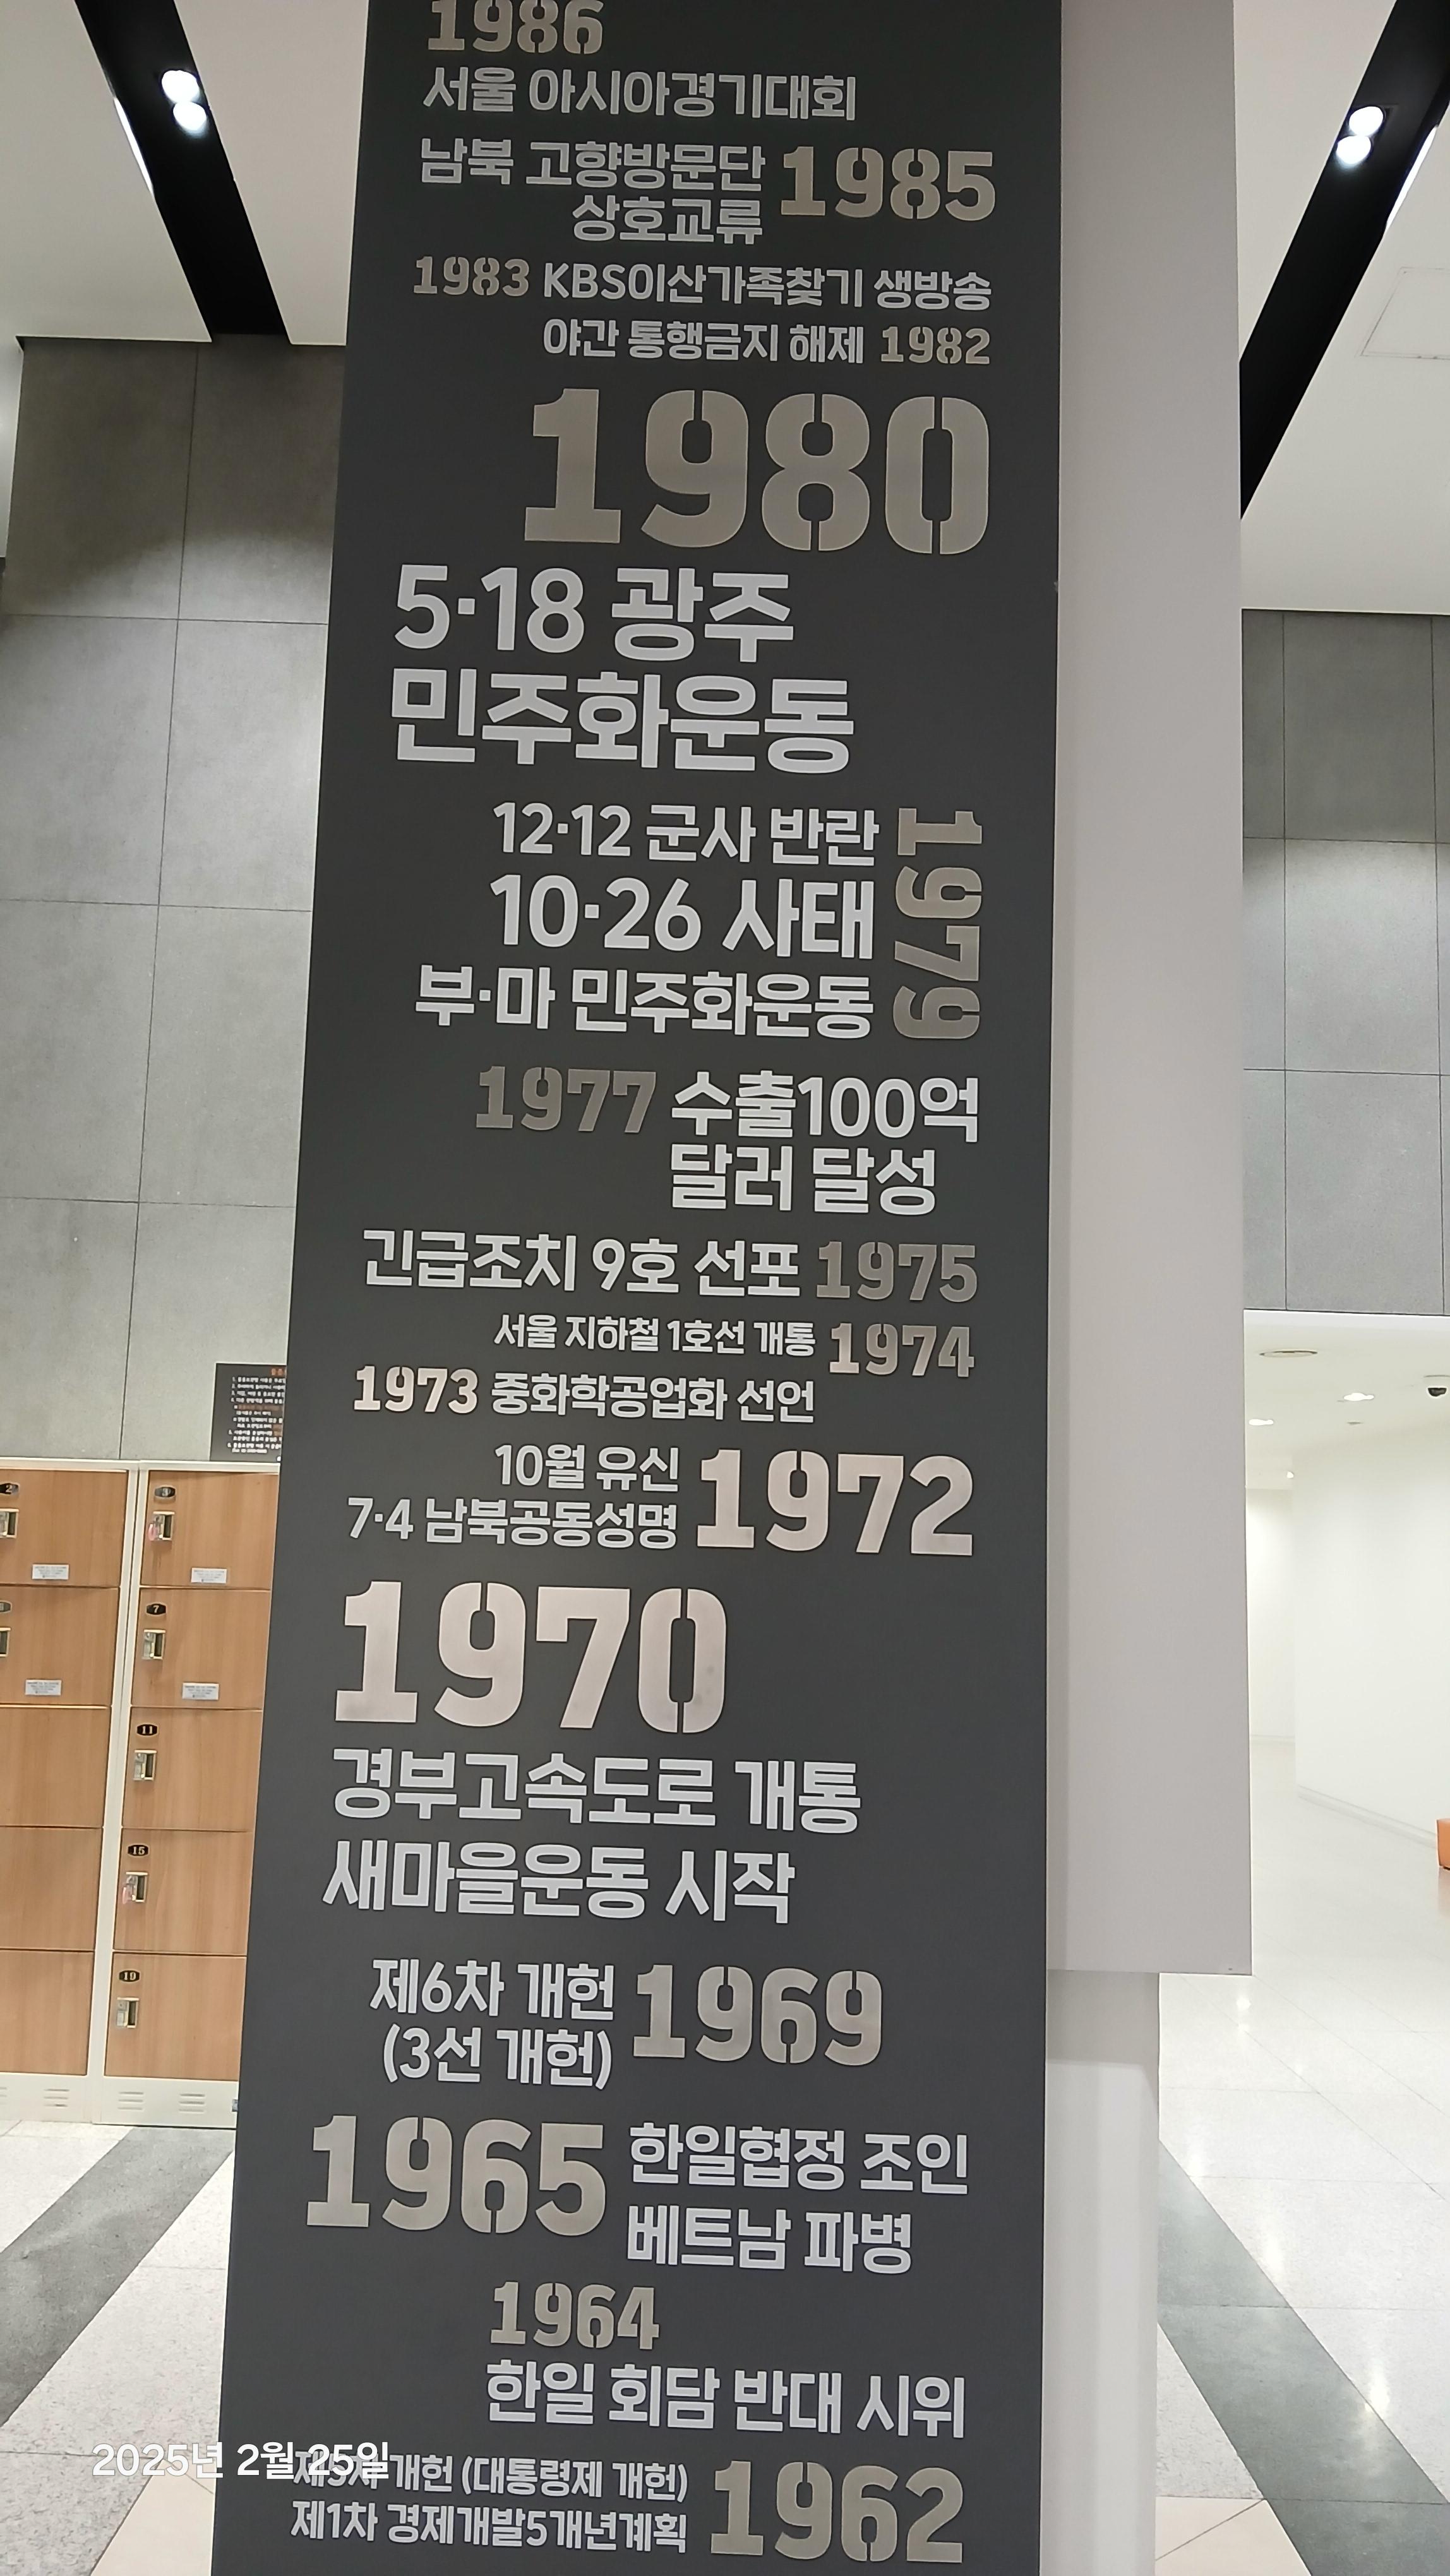 1986
서울 아시아경기대회
남북 고향방문단 1985
상호교류
1983 KBS이산가족찾기 생방송
야간 통행금지 해제 1982
1980
5·18 광주
민주화운동
12·12 군사 반란
10·26 사태
부·마 민주화운동
1979
1977 수출100억
달러 달성
긴급조치 9호 선포 1975
서울 지하철 1호선 개통 1974
1973 중화학공업화 선언
10월 유신
7·4 남북공동성명
1972
1970
경부고속도로 개통
새마을운동 시작
제6차 개헌
(3선 개헌)
1969
1965
한일협정 조인
베트남 파병
1964
한일 회담 반대 시위
제5차 개헌 (대통령제 개헌)
제1차 경제개발5개년계획
1962
2025년 2월 25일
2
3
7
11
15
19